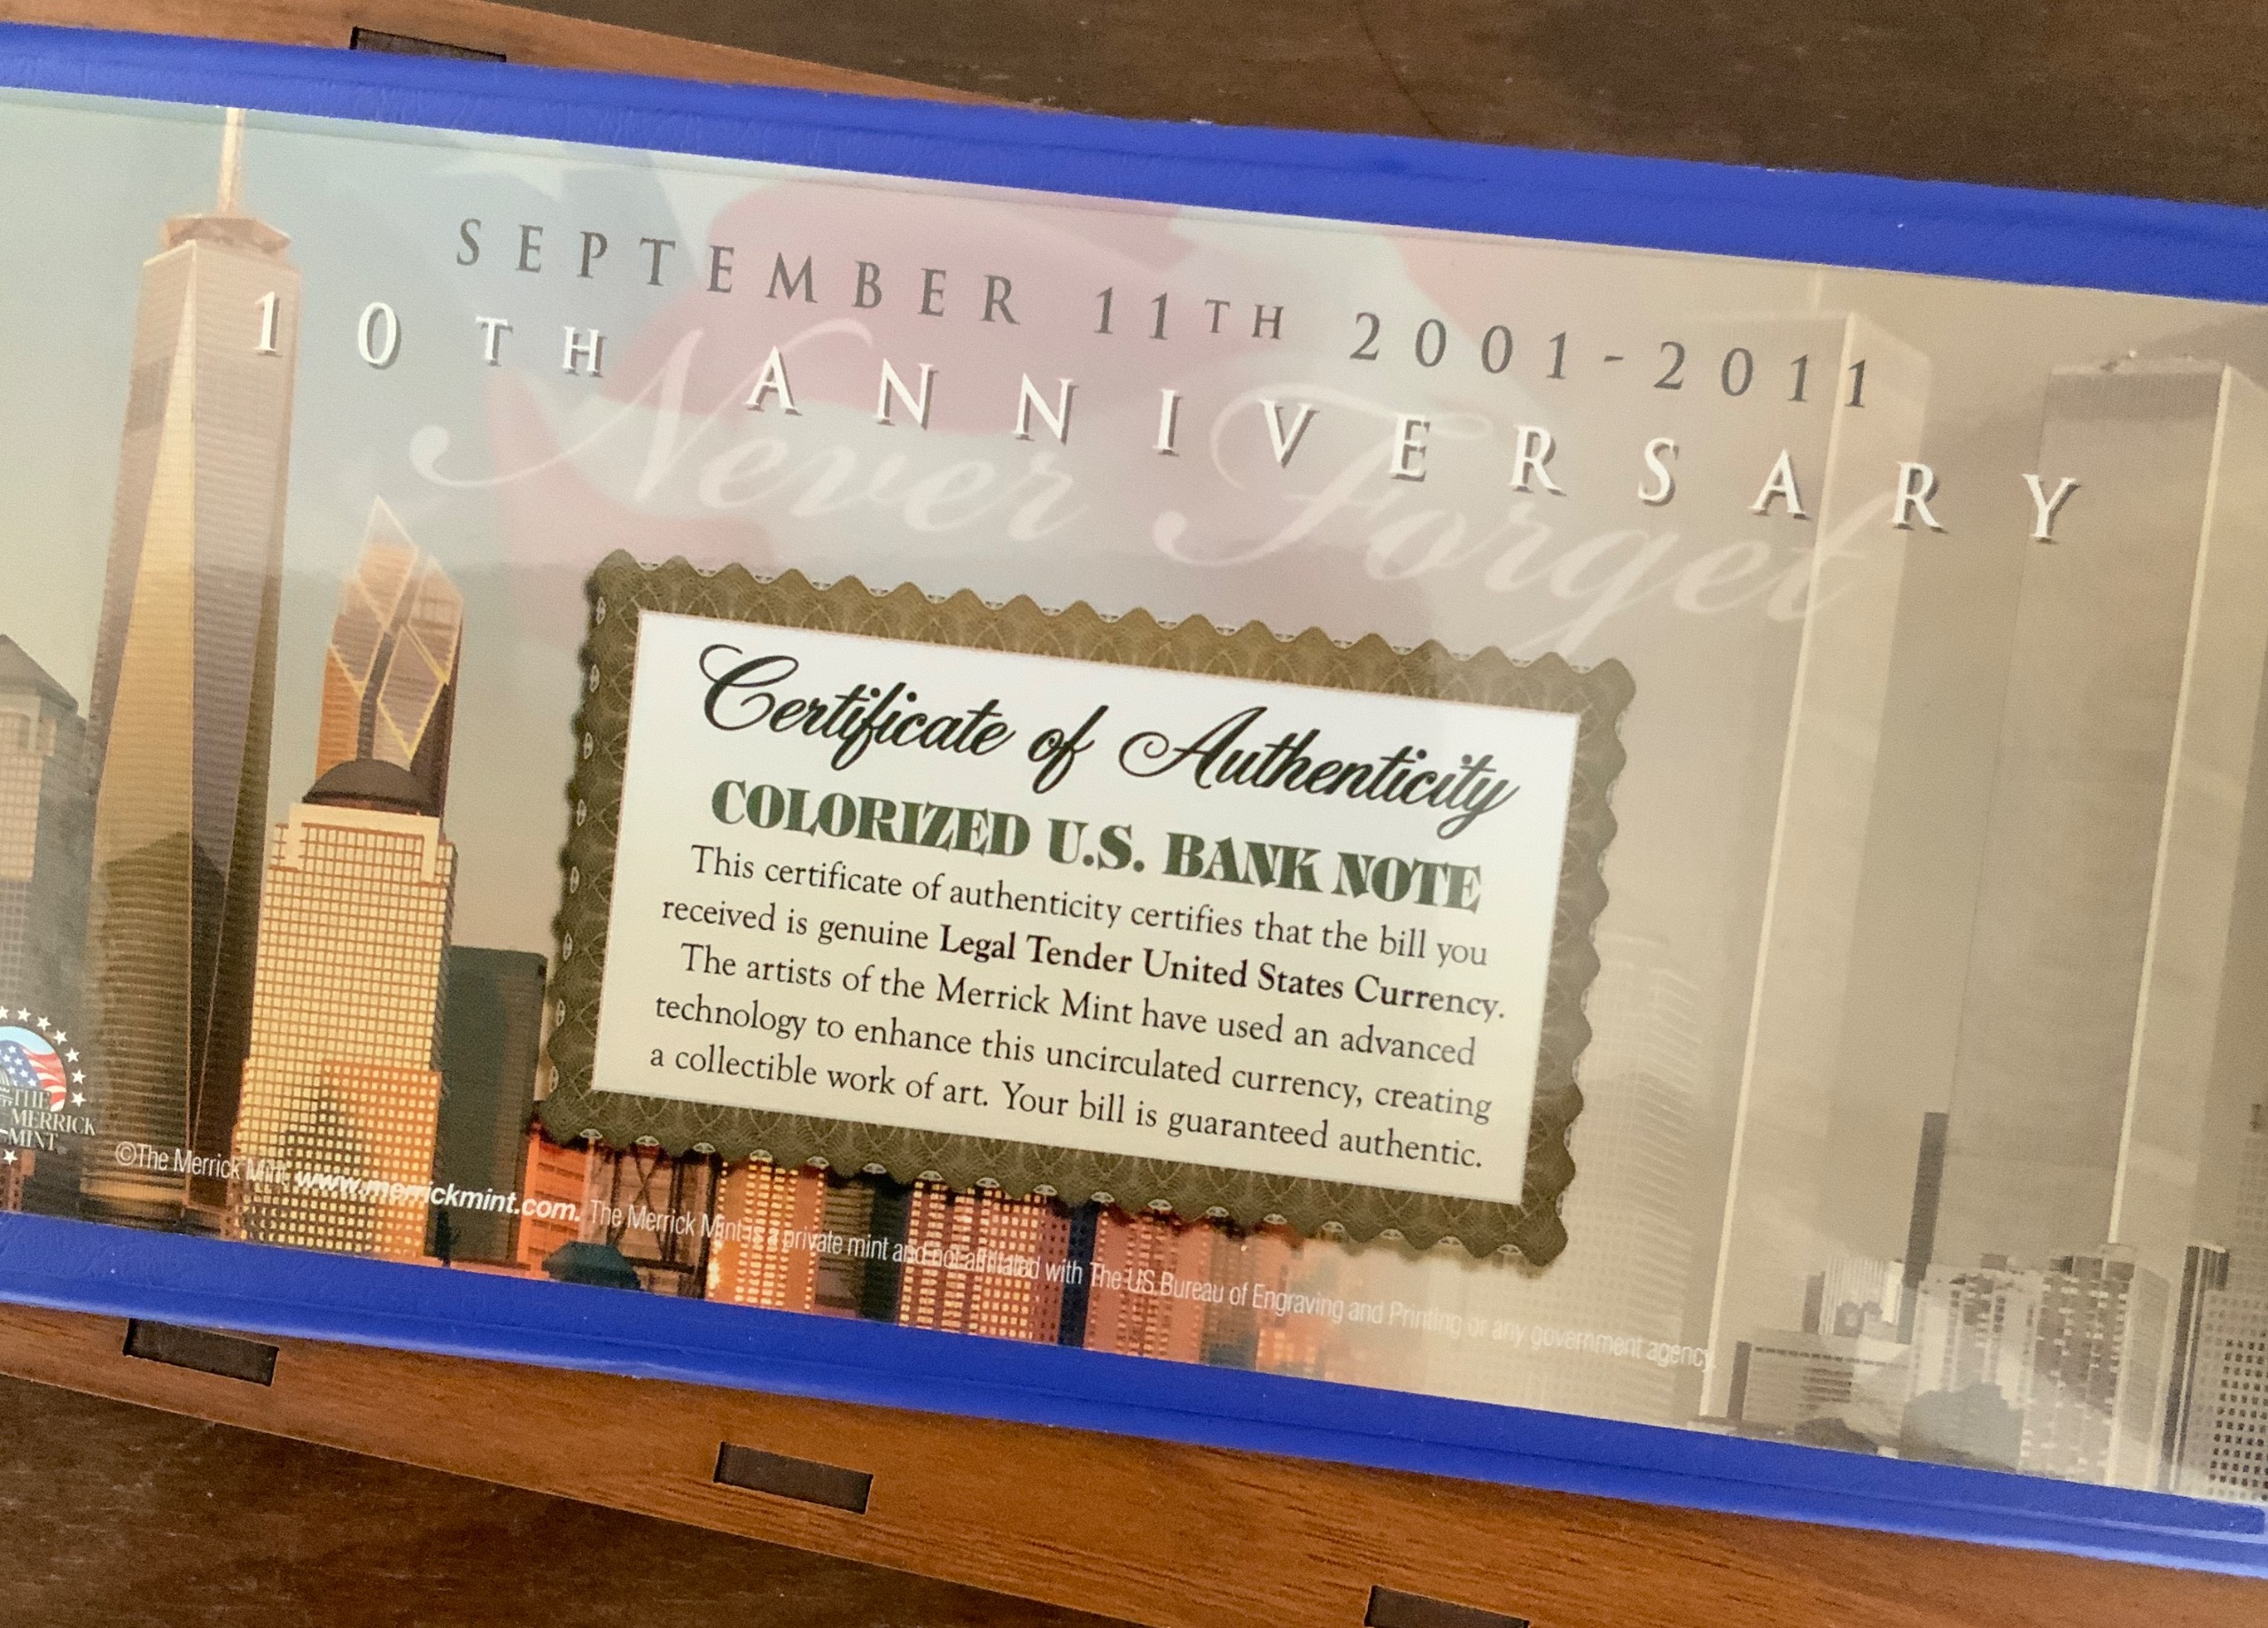 SEPTEMBER 11TH 2001-2011
10TH ANNIVERSARY
Never Forget
Certificate of Authenticity
COLORIZED U.S. BANK NOTE
This certificate of authenticity certifies that the bill you
received is genuine Legal Tender United States Currency.
The artists of the Merrick Mint have used an advanced
technology to enhance this uncirculated currency, creating
a collectible work of art. Your bill is guaranteed authentic.
THE
MERRICK
MINT
©The Merrick Mint, www.merrickmint.com. The Merrick Mint is a private mint and not affiliated with The US Bureau of Engraving and Printing or any government agency.